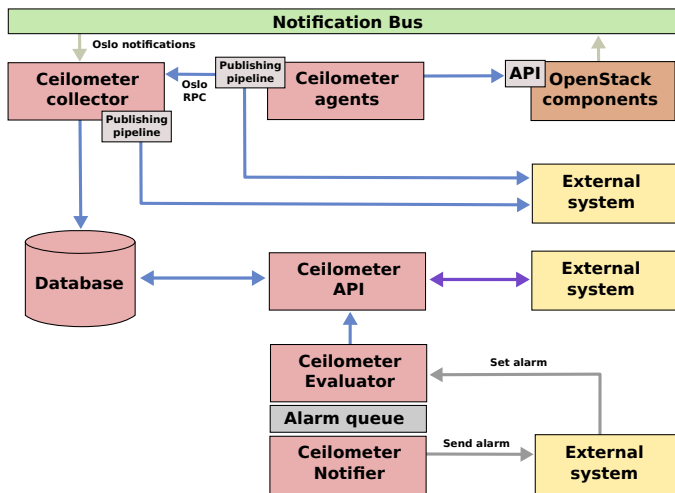 Notification Bus
Oslo notifications
Ceilometer
collector
Publishing
pipeline
Oslo
RPC
Publishing
pipeline
Ceilometer
agents
API
OpenStack
components
External
system
Database
Ceilometer
API
External
system
Ceilometer
Evaluator
Set alarm
Alarm queue
Ceilometer
Notifier
Send alarm
External
system